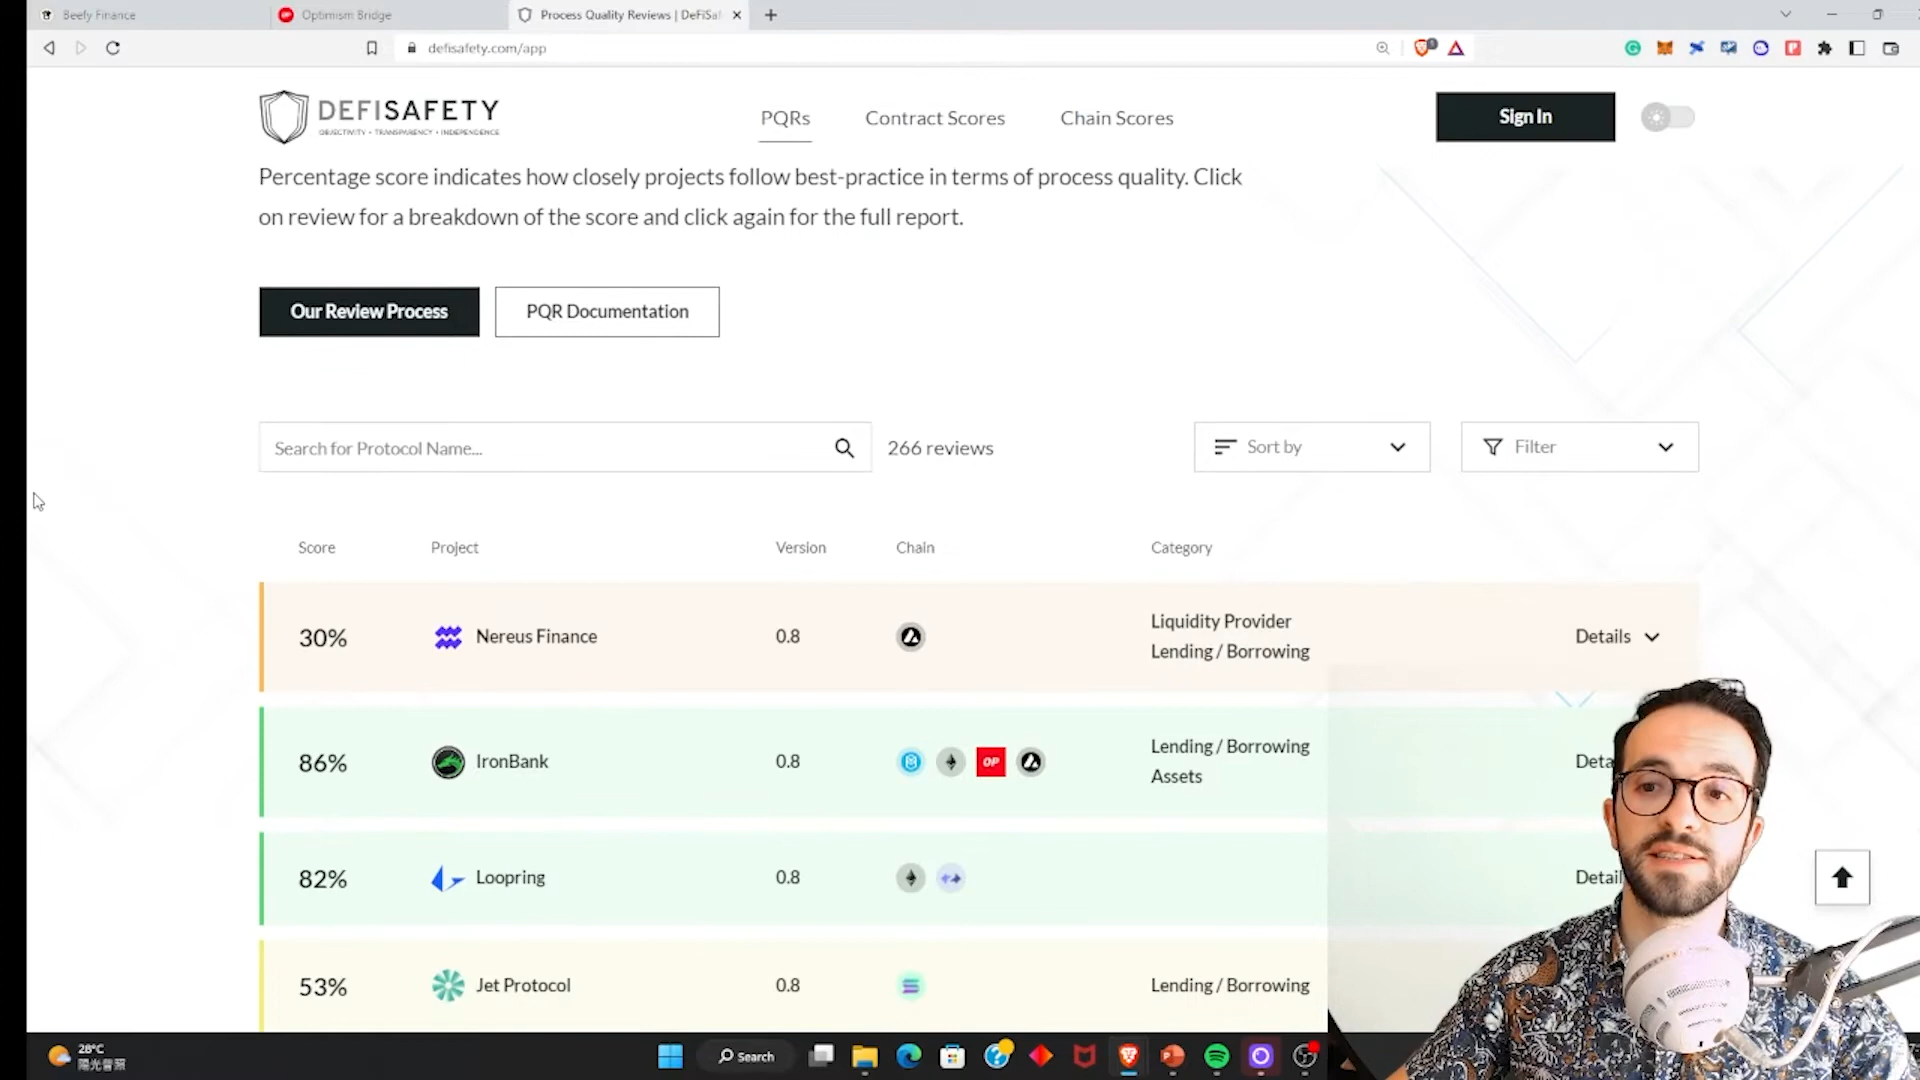 Beefy Finance
Optimism Bridge
Process Quality Reviews | DeFiSaf
defisafety.com/app
DEFISAFETY
OBJECTIVITY • TRANSPARENCY • INDEPENDENCE
PQRs
Contract Scores
Chain Scores
Sign In
Percentage score indicates how closely projects follow best-practice in terms of process quality. Click
on review for a breakdown of the score and click again for the full report.
Our Review Process
PQR Documentation
Search for Protocol Name...
266 reviews
Sort by
Filter
Score
Project
Version
Chain
Category
30%
Nereus Finance
0.8
Liquidity Provider
Lending / Borrowing
Details
86%
IronBank
0.8
OP
Lending / Borrowing
Assets
Deta
82%
Loopring
0.8
Detail
53%
Jet Protocol
0.8
Lending / Borrowing
28°C
Search